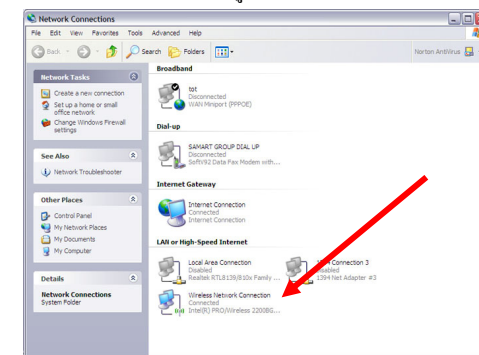 Network Connections
File Edit View Favorites Tools Advanced Help
Back Search Folders Norton AntiVirus
Network Tasks
Create a new connection
Set up a home or small
office network
Change Windows Firewall
settings
See Also
Network Troubleshooter
Other Places
Control Panel
My Network Places
My Documents
My Computer
Details
Network Connections
System Folder
Broadband
tot
Disconnected
WAN Miniport (PPPOE)
Dial-up
SAMART GROUP DIAL UP
Disconnected
SoftV92 Data Fax Modem with...
Internet Gateway
Internet Connection
Connected
Internet Connection
LAN or High-Speed Internet
Local Area Connection
Disabled
Realtek RTL8139/810x Family ...
Connection 3
1394 Net Adapter #3
Wireless Network Connection
Connected
Intel(R) PRO/Wireless 2200BG...